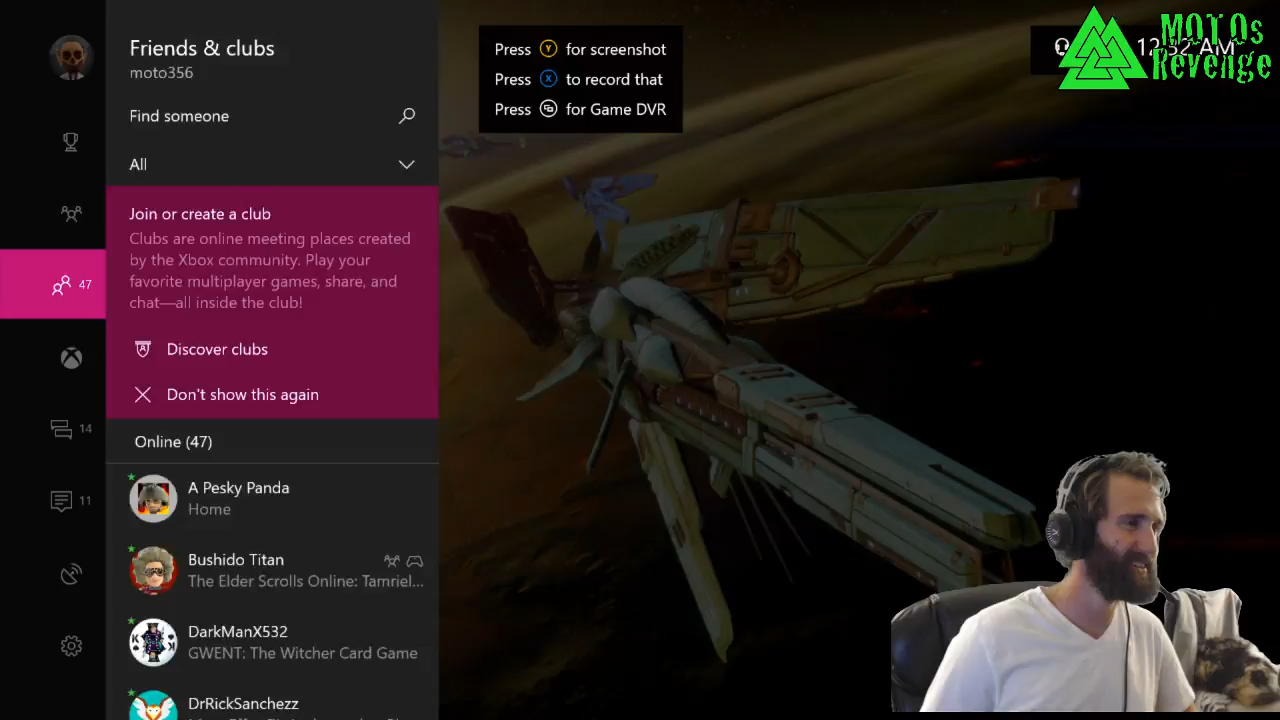 Friends & clubs
moto356
Find someone
All
Join or create a club
Clubs are online meeting places created
by the Xbox community. Play your
favorite multiplayer games, share, and
chat—all inside the club!
Discover clubs
Don't show this again
Online (47)
A Pesky Panda
Home
Bushido Titan
The Elder Scrolls Online: Tamriel...
DarkManX532
GWENT: The Witcher Card Game
DrRickSanchezz
47
14
11
Press Y for screenshot
Press X to record that
Press for Game DVR
AM
MOTOs
Revenge